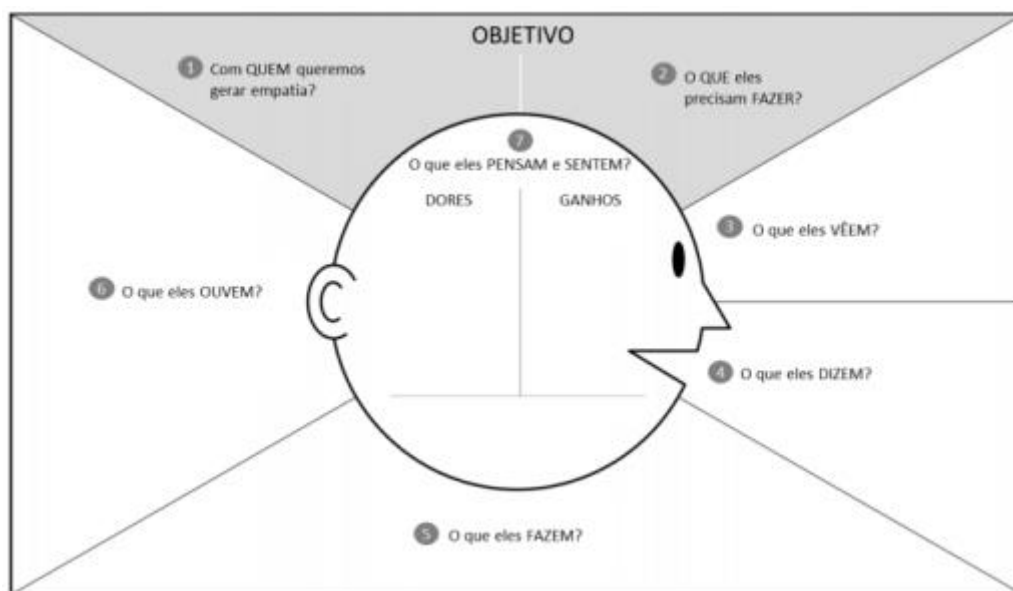 OBJETIVO
1 Com QUEM queremos
gerar empatia?
2 O QUE eles
precisam FAZER?
7
O que eles PENSAM e SENTEM?
DORES
GANHOS
3 O que eles VÊEM?
4 O que eles DIZEM?
5 O que eles FAZEM?
6 O que eles OUVEM?